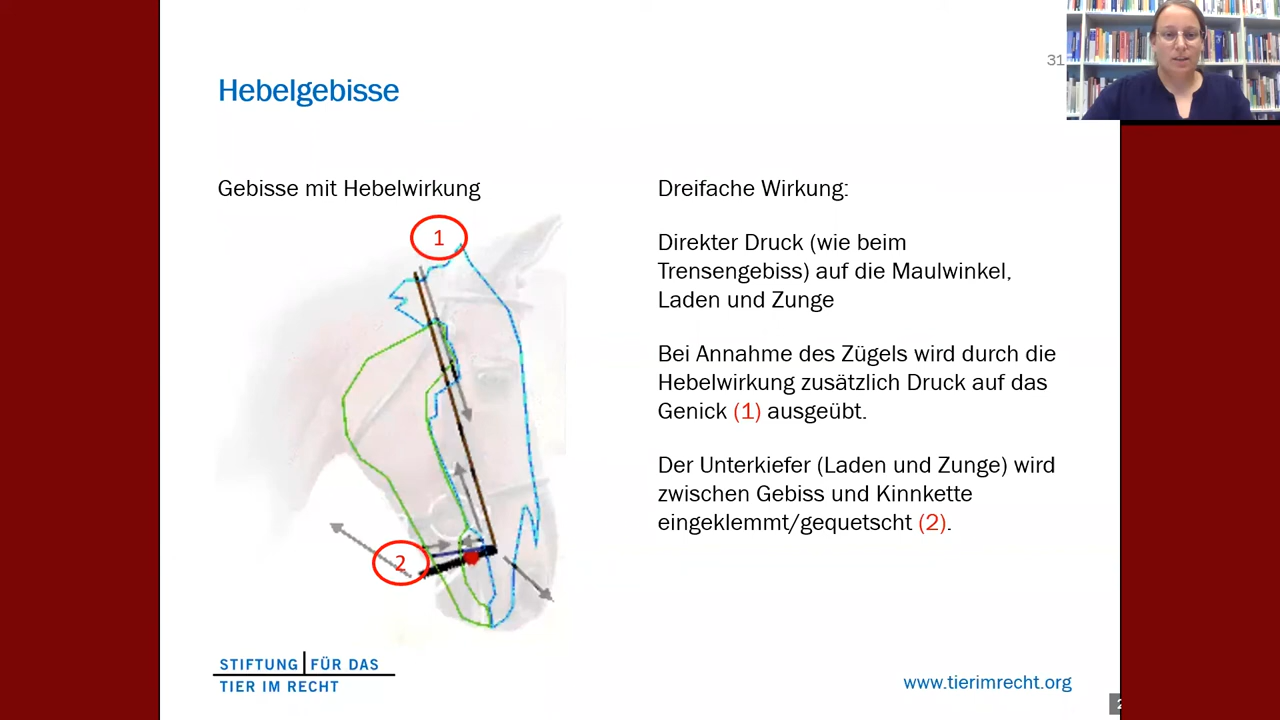 31
Hebelgebisse
Gebisse mit Hebelwirkung
1
2
Dreifache Wirkung:
Direkter Druck (wie beim
Trensengebiss) auf die Maulwinkel,
Laden und Zunge
Bei Annahme des Zügels wird durch die
Hebelwirkung zusätzlich Druck auf das
Genick (1) ausgeübt.
Der Unterkiefer (Laden und Zunge) wird
zwischen Gebiss und Kinnkette
eingeklemmt/gequetscht (2).
STIFTUNG FÜR DAS
TIER IM RECHT
www.tierimrecht.org